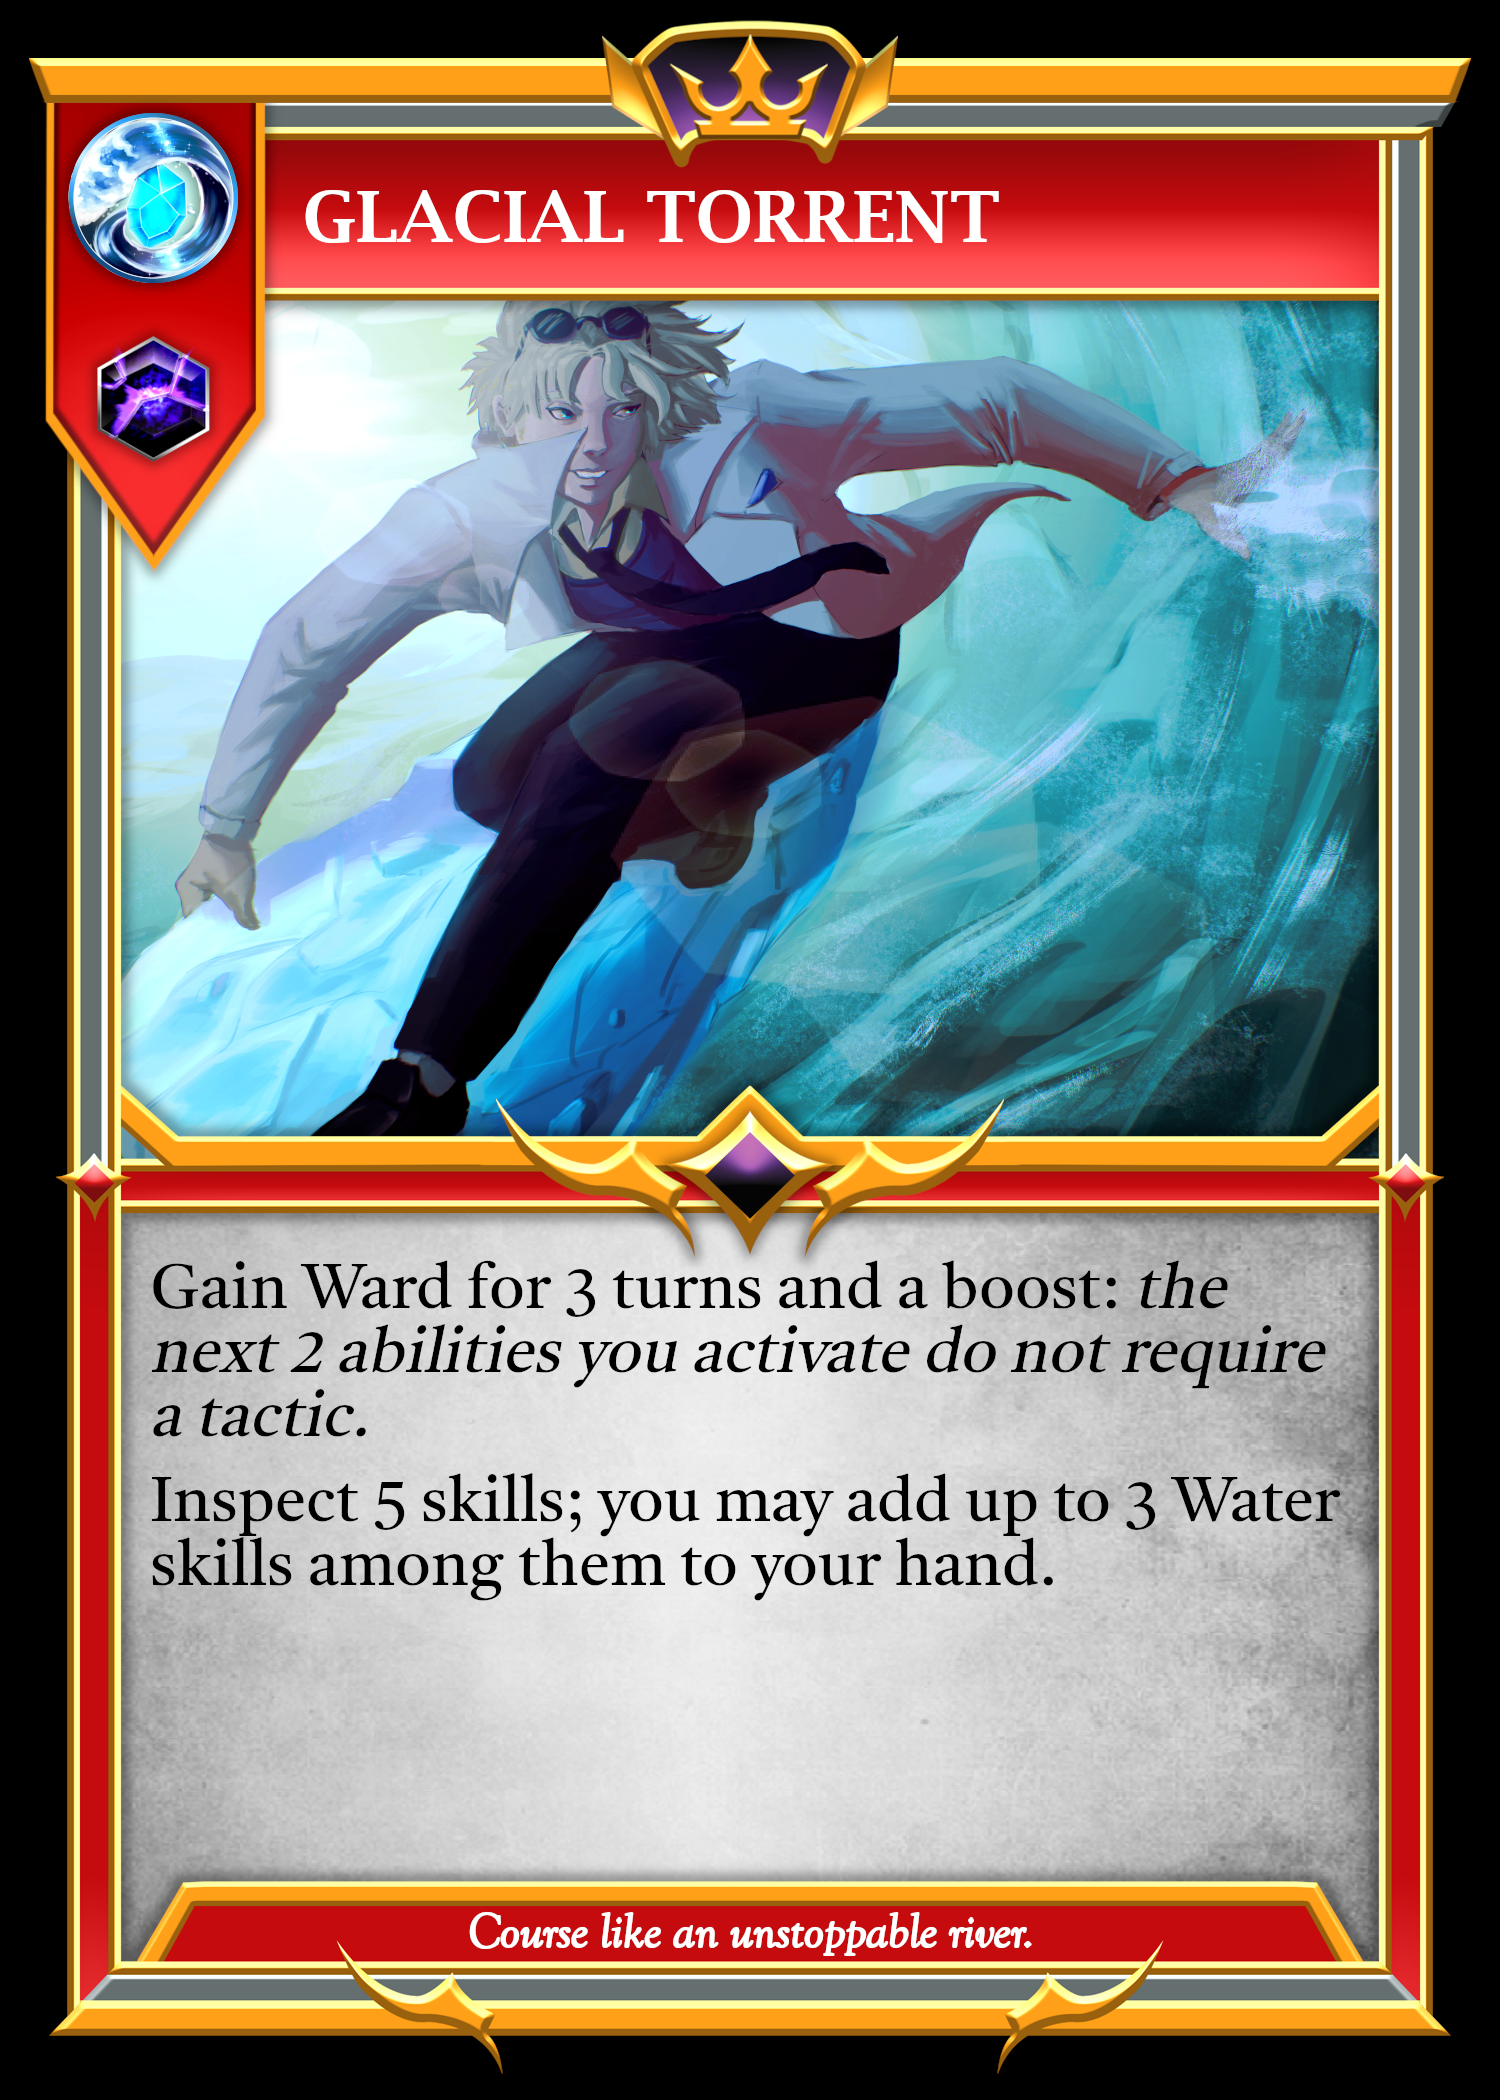 GLACIAL TORRENT
Gain Ward for 3 turns and a boost: the
next 2 abilities you activate do not require
a tactic.
Inspect 5 skills; you may add up to 3 Water
skills among them to your hand.
Course like an unstoppable river.